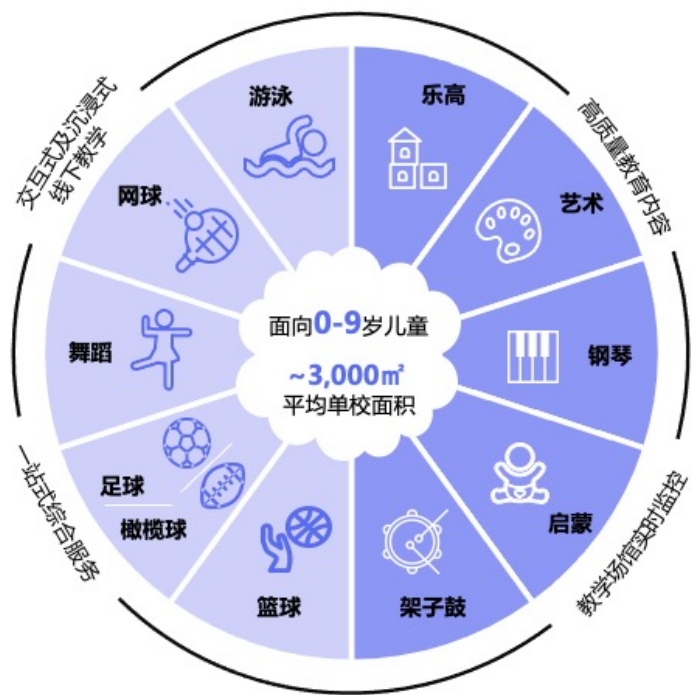 交互式及沉浸式
线下教学
高质量教育内容
游泳
乐高
网球
艺术
面向0-9岁儿童
~3,000㎡
平均单校面积
舞蹈
钢琴
足球
橄榄球
启蒙
篮球
架子鼓
一站式综合服务
教学场馆实时监控